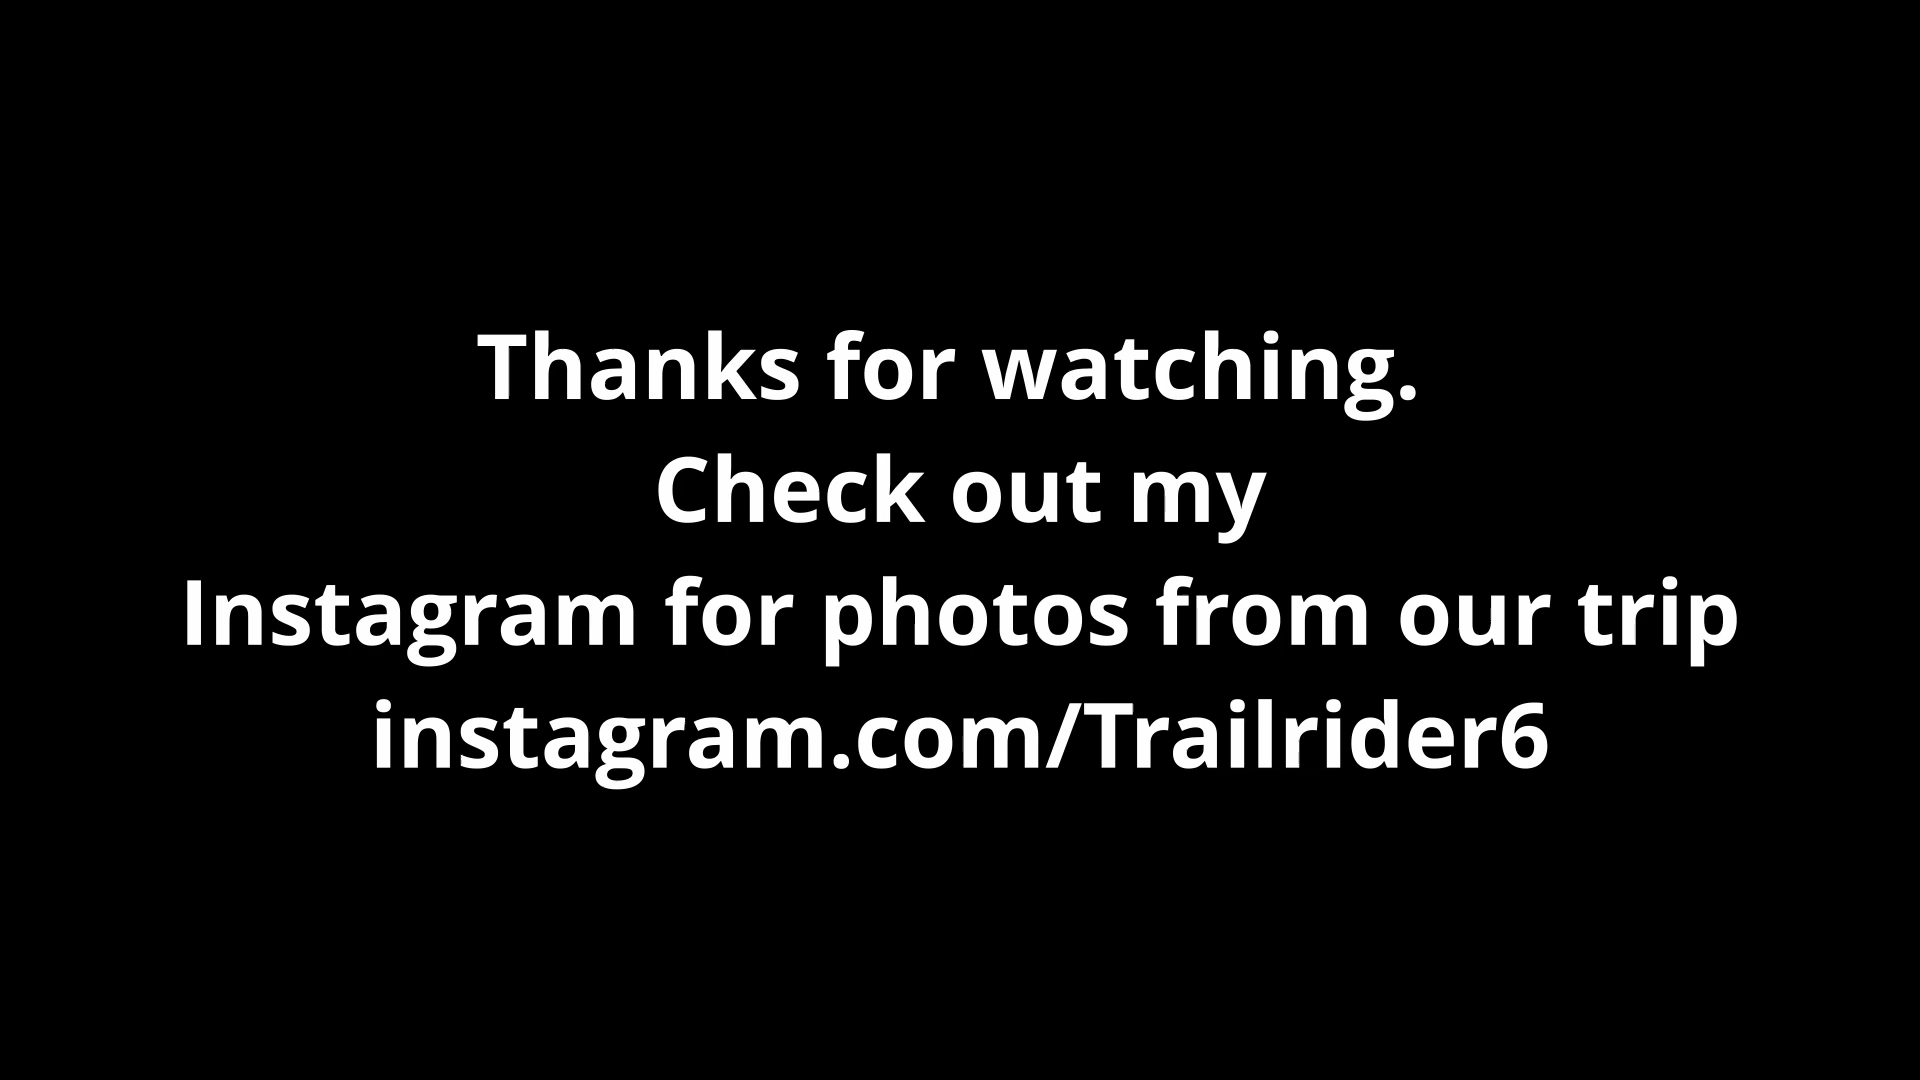 Thanks for watching.
Check out my
Instagram for photos from our trip
instagram.com/Trailrider6